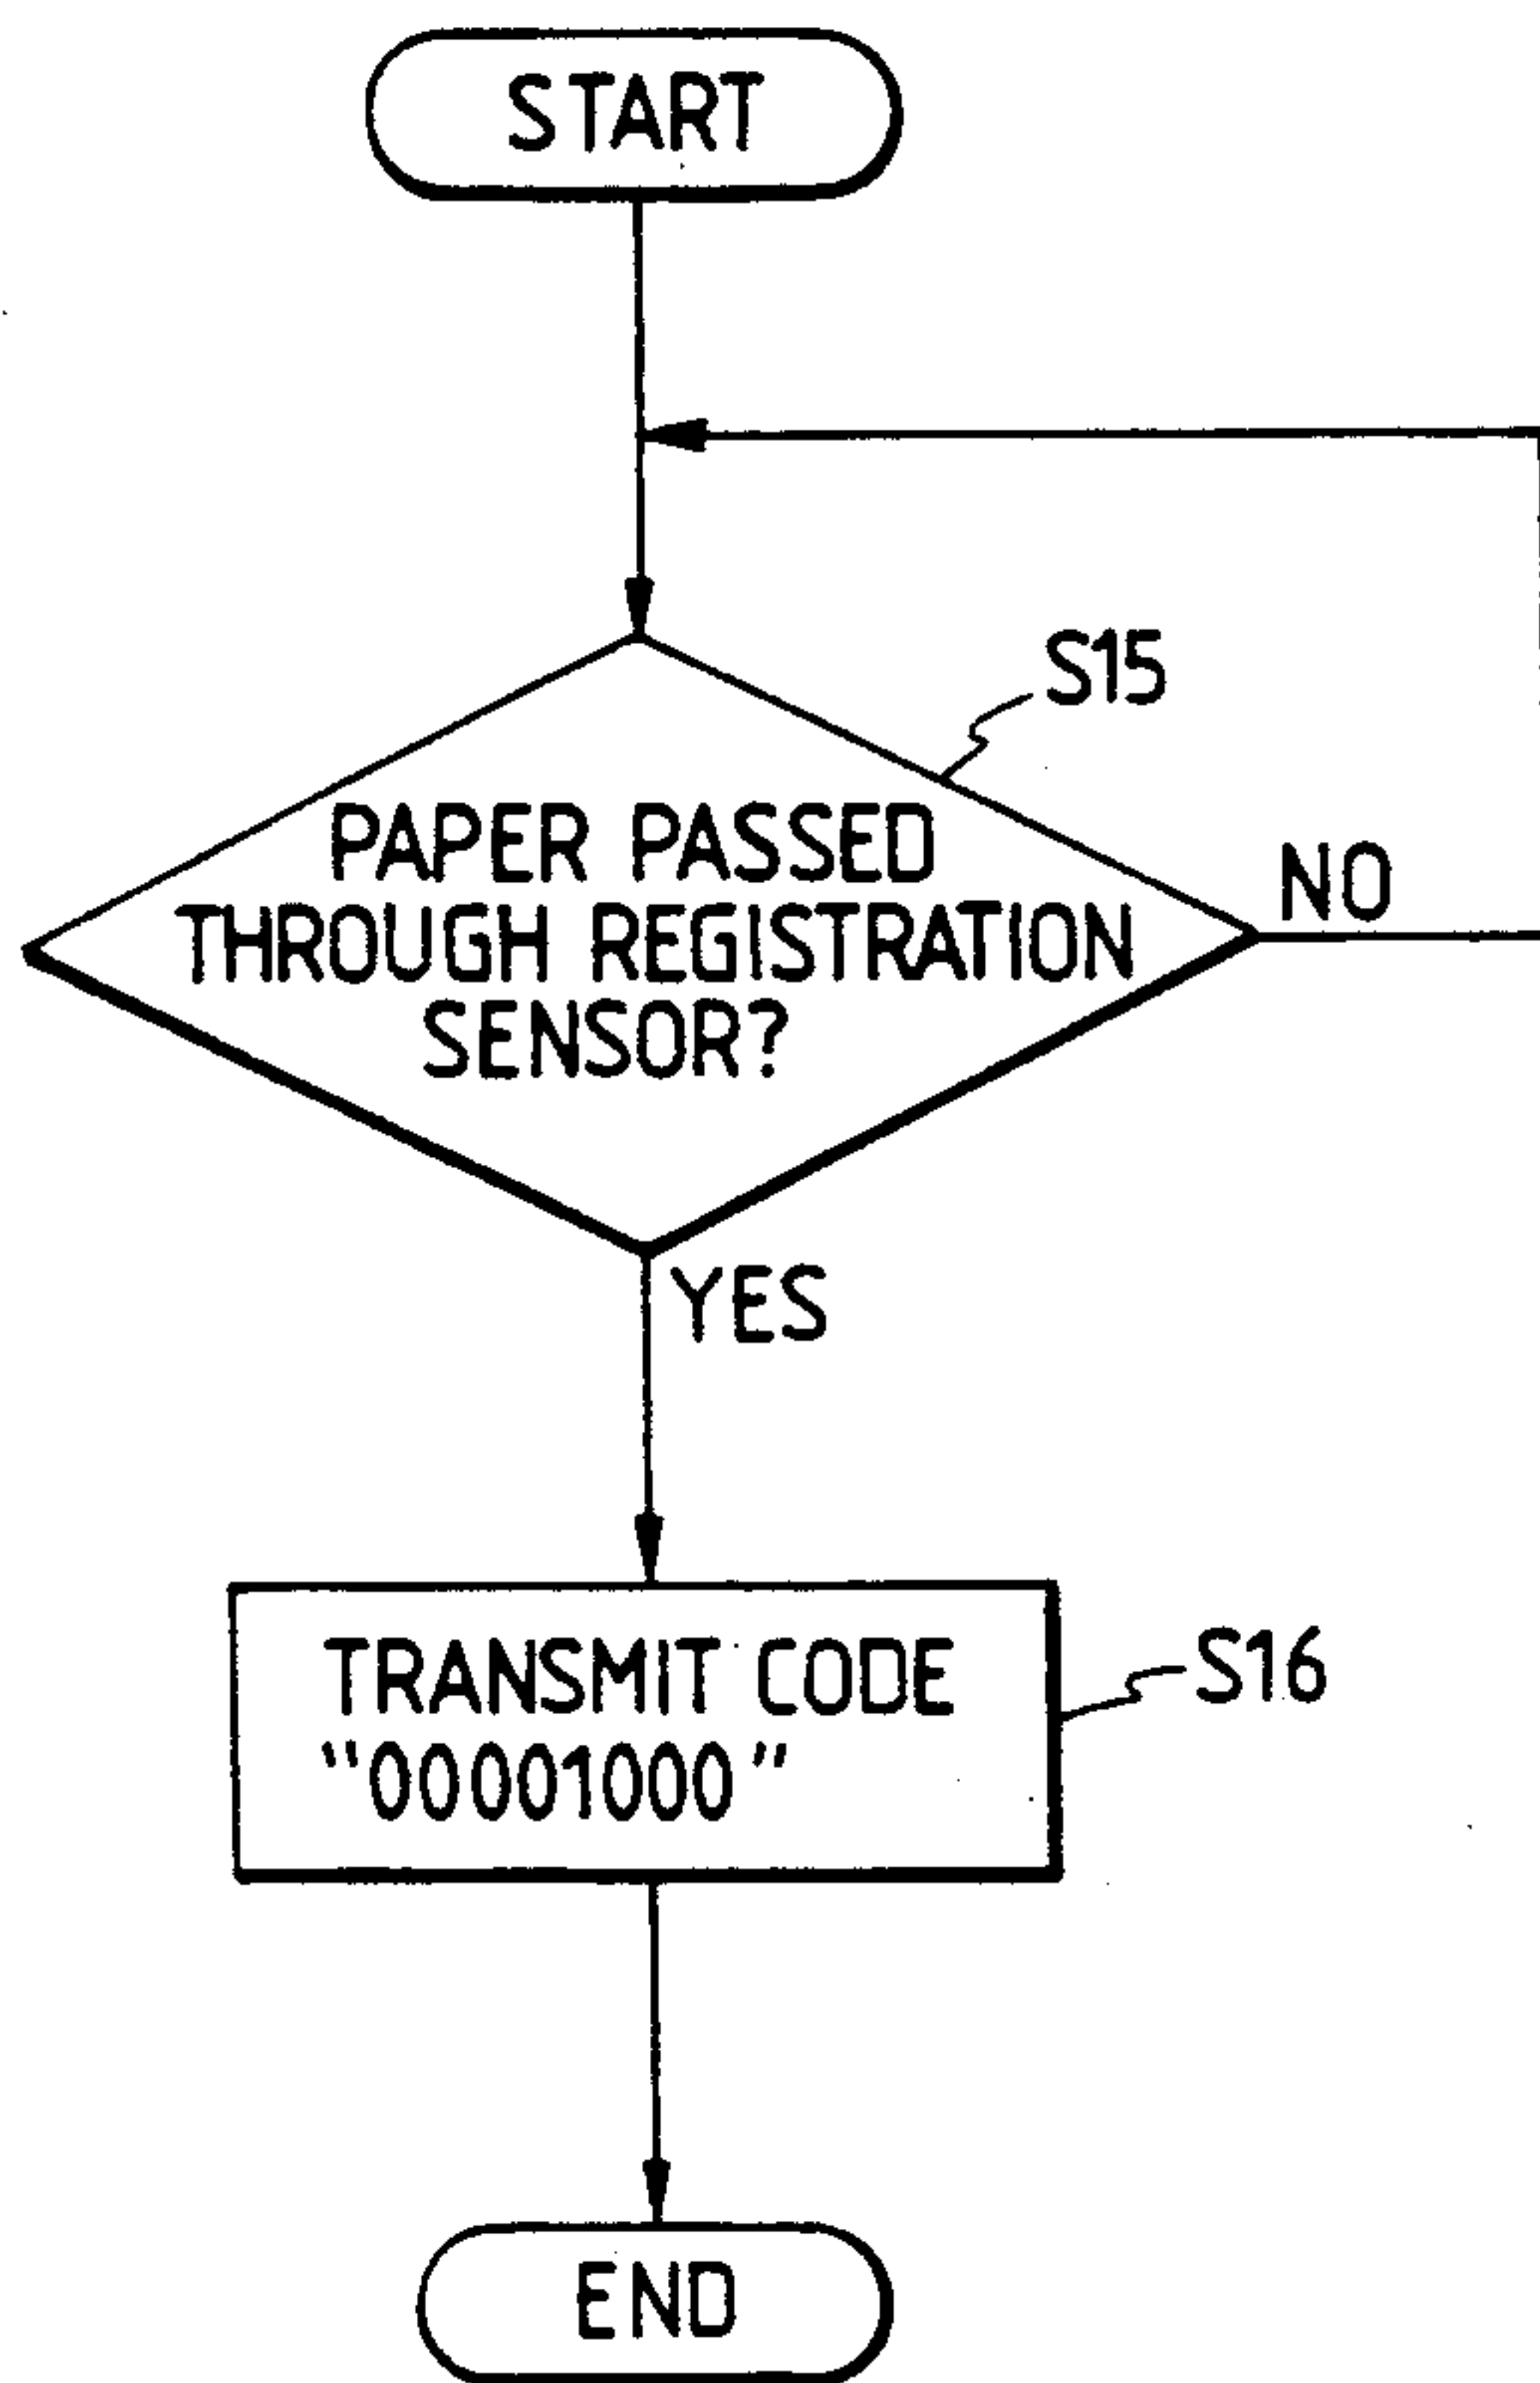 START
S15
PAPER PASSED
THROUGH REGISTRATION
SENSOR?
NO
YES
TRANSMIT CODE
"00001000"
S16
END